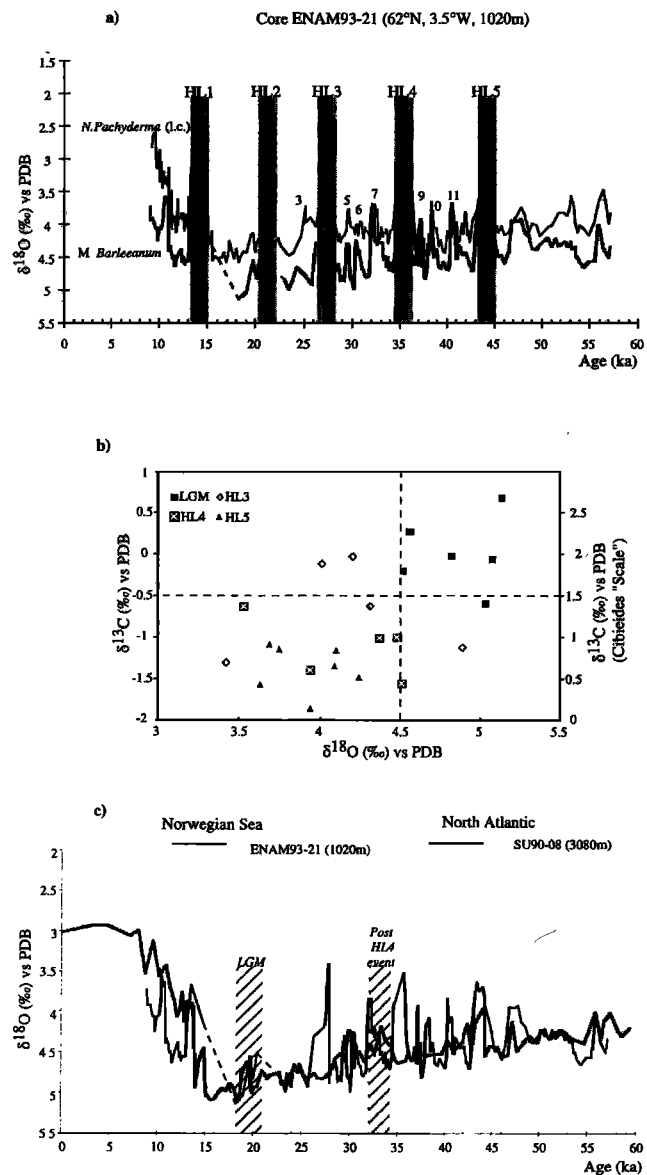 a) Core ENAM93-21 (62°N, 3.5°W, 1020m)
HL1 HL2 HL3 HL4 HL5
N.Pachyderma (l.c.)
M. Barleeanum
3 5 6 7 9 10 11
δ18O (‰) vs PDB
1.5
2
2.5
3
3.5
4
4.5
5
5.5
0 5 10 15 20 25 30 35 40 45 50 55 60
Age (ka)
b)
LGM HL3
HL4 HL5
δ13C (‰) vs PDB
1
0.5
0
-0.5
-1
-1.5
-2
2.5
2
1.5
1
0.5
0
δ13C (‰) vs PDB
(Cibicides "Scale")
3 3.5 4 4.5 5 5.5
δ18O (‰) vs PDB
c)
Norwegian Sea North Atlantic
ENAM93-21 (1020m) SU90-08 (3080m)
LGM
Post
HL4
event
δ18O (‰) vs PDB
2
2.5
3
3.5
4
4.5
5
5.5
0 5 10 15 20 25 30 35 40 45 50 55 60
Age (ka)